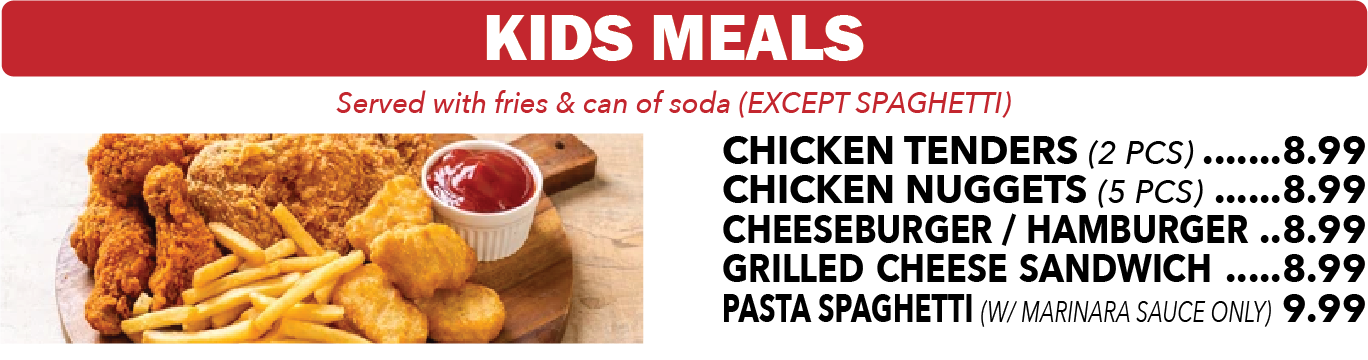 KIDS MEALS
Served with fries & can of soda (EXCEPT SPAGHETTI)
CHICKEN TENDERS (2 PCS) .......8.99
CHICKEN NUGGETS (5 PCS) ......8.99
CHEESEBURGER / HAMBURGER ..8.99
GRILLED CHEESE SANDWICH .....8.99
PASTA SPAGHETTI (W/ MARINARA SAUCE ONLY) 9.99